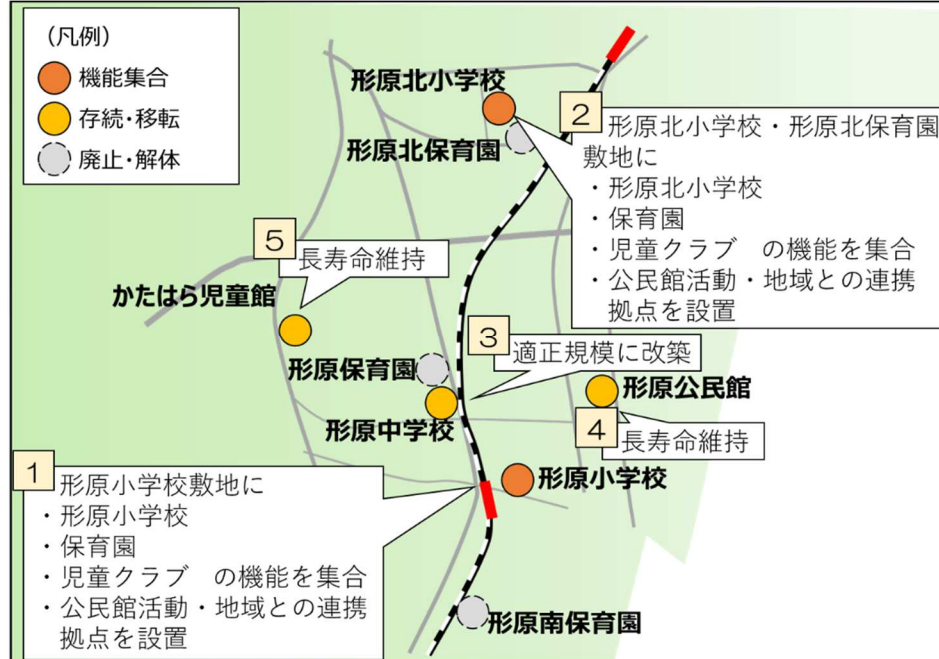 (凡例)
機能集合
存続・移転
廃止・解体
形原北小学校
形原北保育園
2
形原北小学校・形原北保育園
敷地に
・形原北小学校
・保育園
・児童クラブ　の機能を集合
・公民館活動・地域との連携
拠点を設置
5
長寿命維持
かたはら児童館
3
適正規模に改築
形原保育園
形原中学校
形原公民館
4
長寿命維持
1
形原小学校敷地に
・形原小学校
・保育園
・児童クラブ　の機能を集合
・公民館活動・地域との連携
拠点を設置
形原小学校
形原南保育園